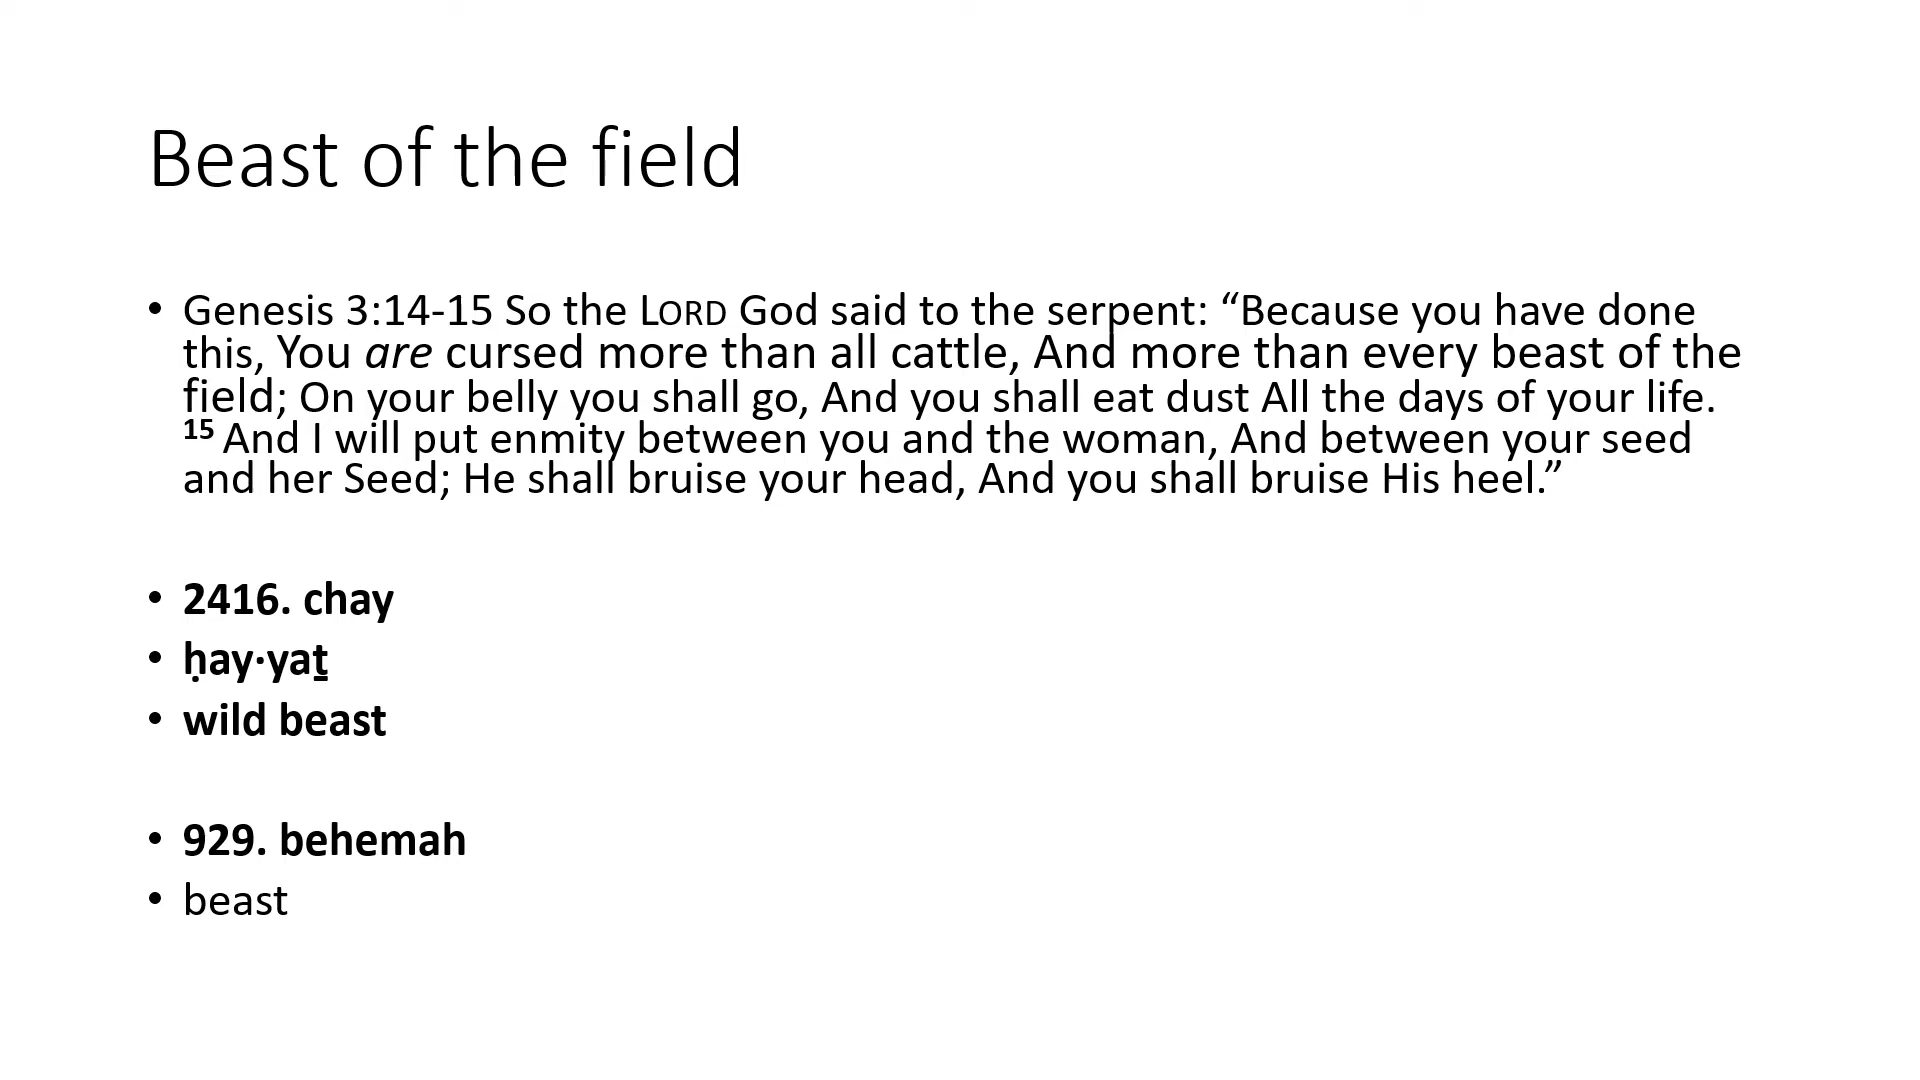 Beast of the field
• Genesis 3:14-15 So the LORD God said to the serpent: “Because you have done
this, You are cursed more than all cattle, And more than every beast of the
field; On your belly you shall go, And you shall eat dust All the days of your life.
15 And I will put enmity between you and the woman, And between your seed
and her Seed; He shall bruise your head, And you shall bruise His heel.”
• 2416. chay
• ḥay·yaṯ
• wild beast
• 929. behemah
• beast